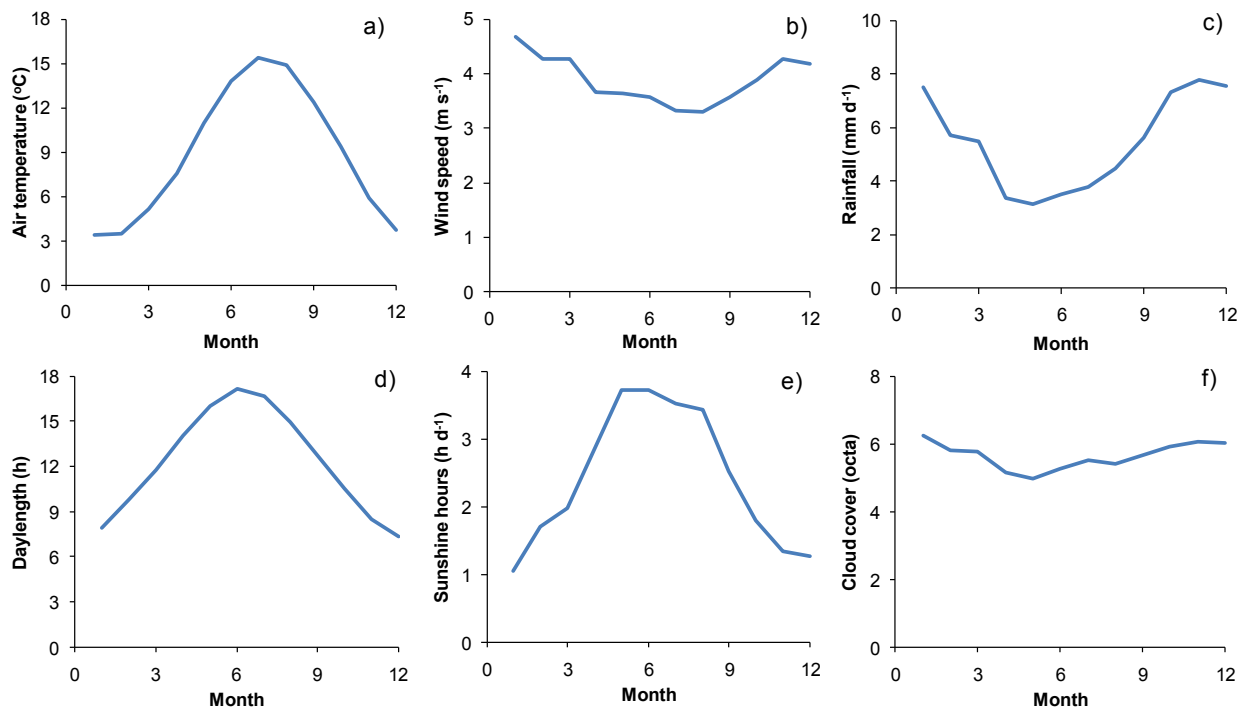 a)
Air temperature (ºC)
18
15
12
9
6
3
0
0 3 6 9 12
Month
b)
Wind speed (m s-1)
5
4
3
2
1
0
0 3 6 9 12
Month
c)
Rainfall (mm d-1)
10
8
6
4
2
0
0 3 6 9 12
Month
d)
Daylength (h)
18
15
12
9
6
3
0
0 3 6 9 12
Month
e)
Sunshine hours (h d-1)
4
3
2
1
0
0 3 6 9 12
Month
f)
Cloud cover (octa)
8
6
4
2
0
0 3 6 9 12
Month